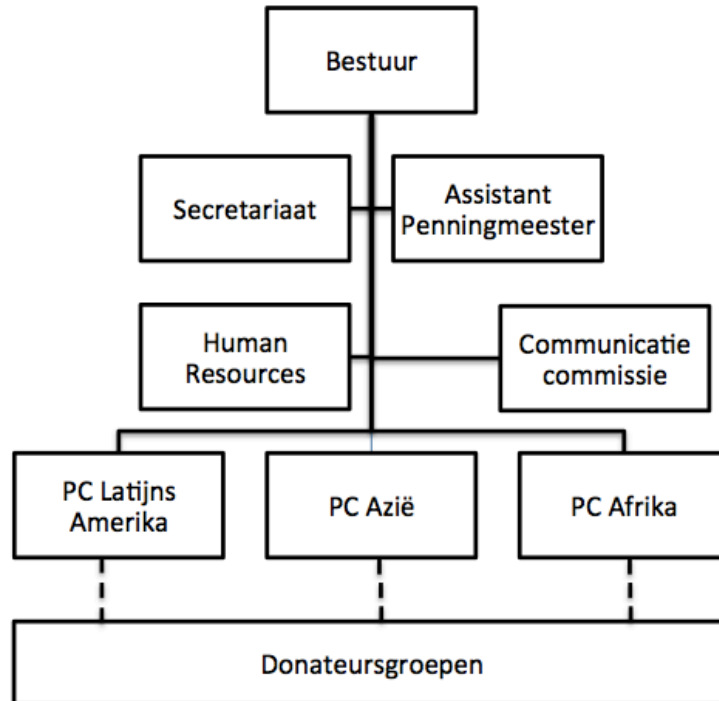 Bestuur
Secretariaat
Assistant
Penningmeester
Human
Resources
Communicatie
commissie
PC Latijns
Amerika
PC Azië
PC Afrika
Donateursgroepen